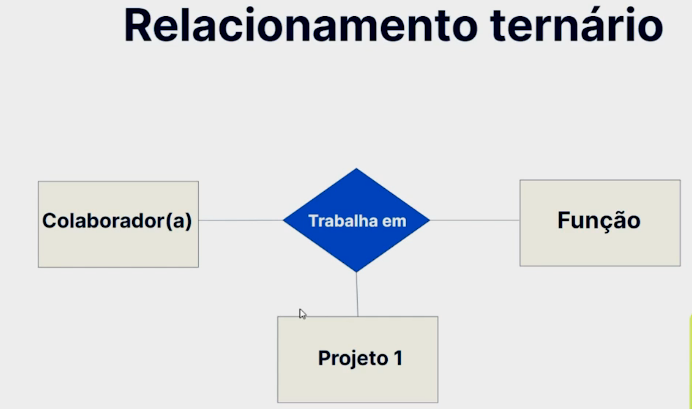 Relacionamento ternário
Colaborador(a)
Trabalha em
Função
Projeto 1